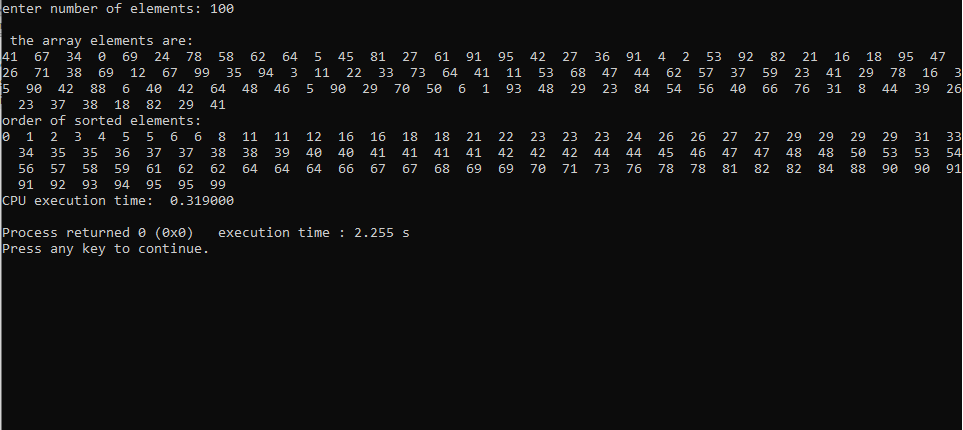 enter number of elements: 100
the array elements are:
41 67 34 0 69 24 78 58 62 64 5 45 81 27 61 91 95 42 27 36 91 4 2 53 92 82 21 16 18 95 47
26 71 38 69 12 67 99 35 94 3 11 22 33 73 64 41 11 53 68 47 44 62 57 37 59 23 41 29 78 16 3
5 90 42 88 6 40 42 64 48 46 5 90 29 70 50 6 1 93 48 29 23 84 54 56 40 66 76 31 8 44 39 26
23 37 38 18 82 29 41
order of sorted elements:
0 1 2 3 4 5 5 6 6 8 11 11 12 16 16 18 18 21 22 23 23 23 24 26 26 27 27 29 29 29 29 31 33
34 35 35 36 37 37 38 38 39 40 40 41 41 41 41 42 42 42 44 44 45 46 47 47 48 48 50 53 53 54
56 57 58 59 61 62 62 64 64 64 66 67 67 68 69 69 70 71 73 76 78 78 81 82 82 84 88 90 90 91
91 92 93 94 95 95 99
CPU execution time: 0.319000
Process returned 0 (0x0) execution time : 2.255 s
Press any key to continue.